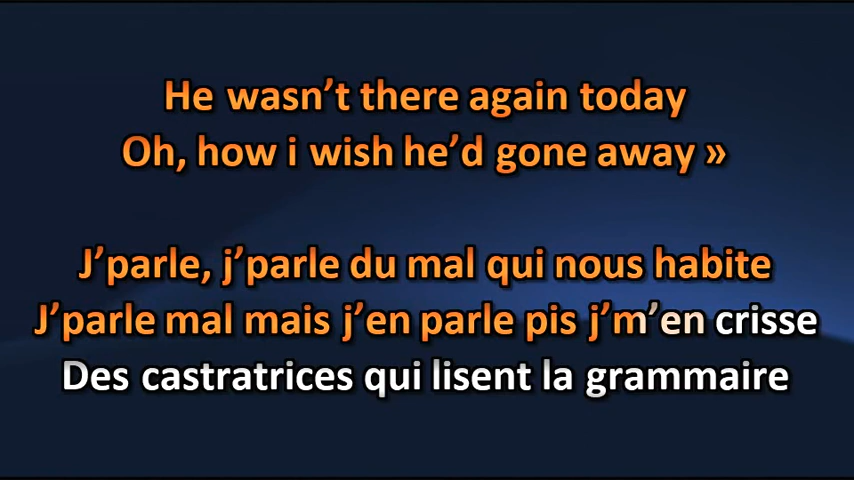 He wasn’t there again today
Oh, how i wish he’d gone away »
J’parle, j’parle du mal qui nous habite
J’parle mal mais j’en parle pis j’m’en crisse
Des castratrices qui lisent la grammaire